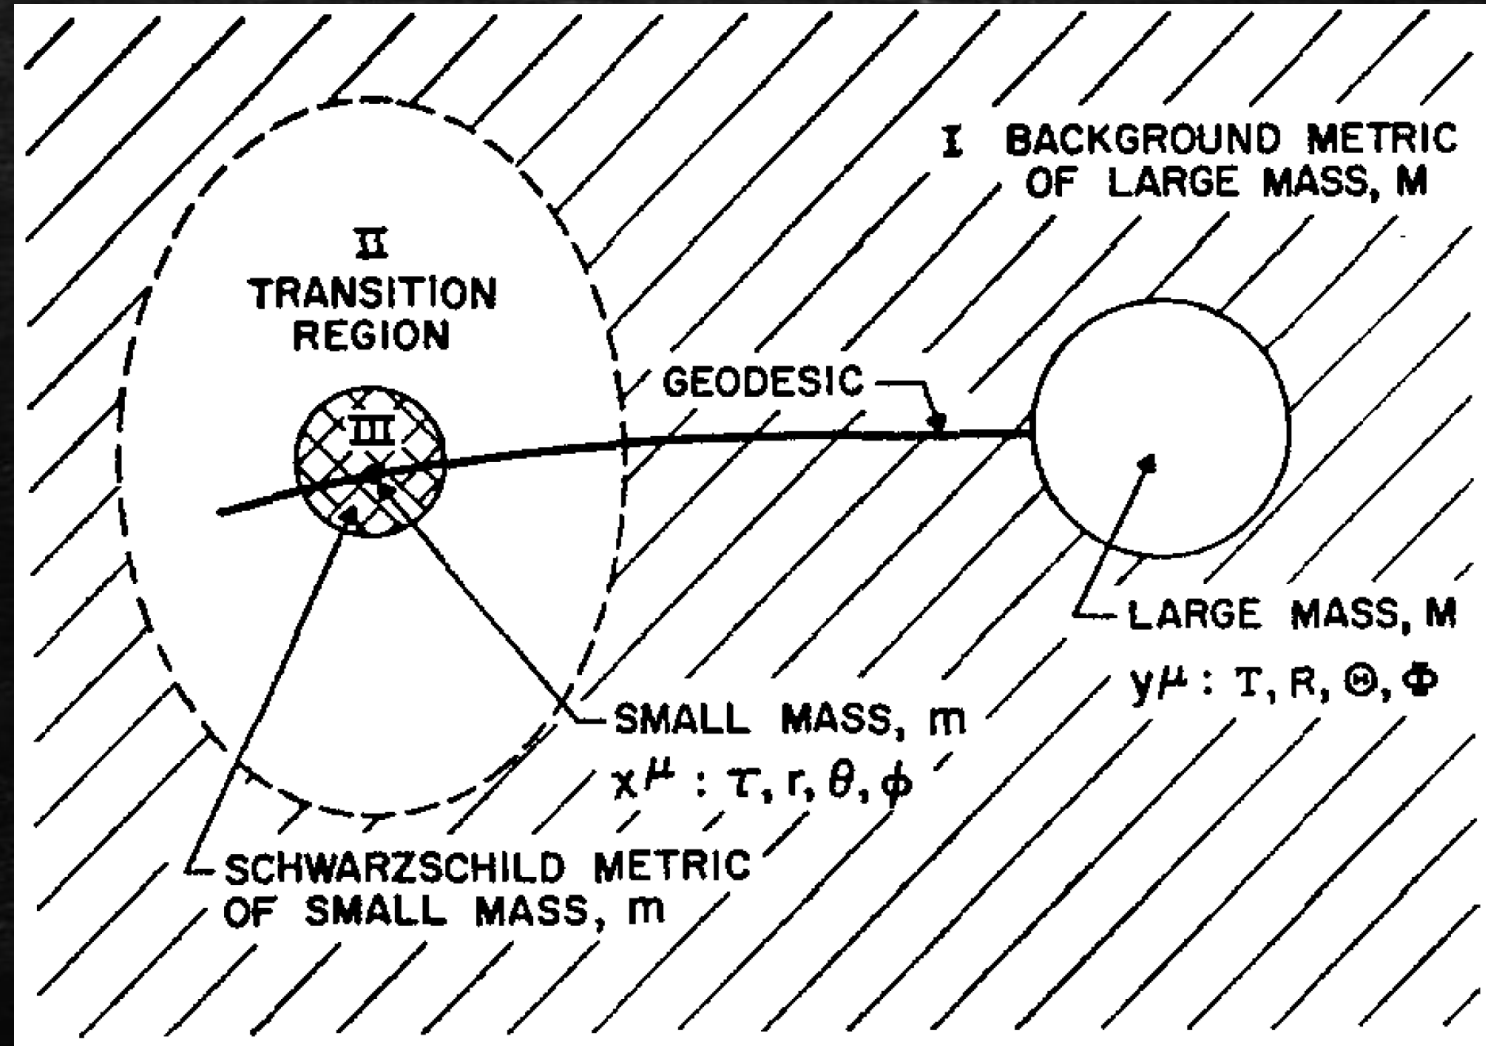 I BACKGROUND METRIC
OF LARGE MASS, M
II
TRANSITION
REGION
GEODESIC
III
LARGE MASS, M
yμ : T, R, Θ, Φ
SMALL MASS, m
xμ : τ, r, θ, ϕ
SCHWARZSCHILD METRIC
OF SMALL MASS, m